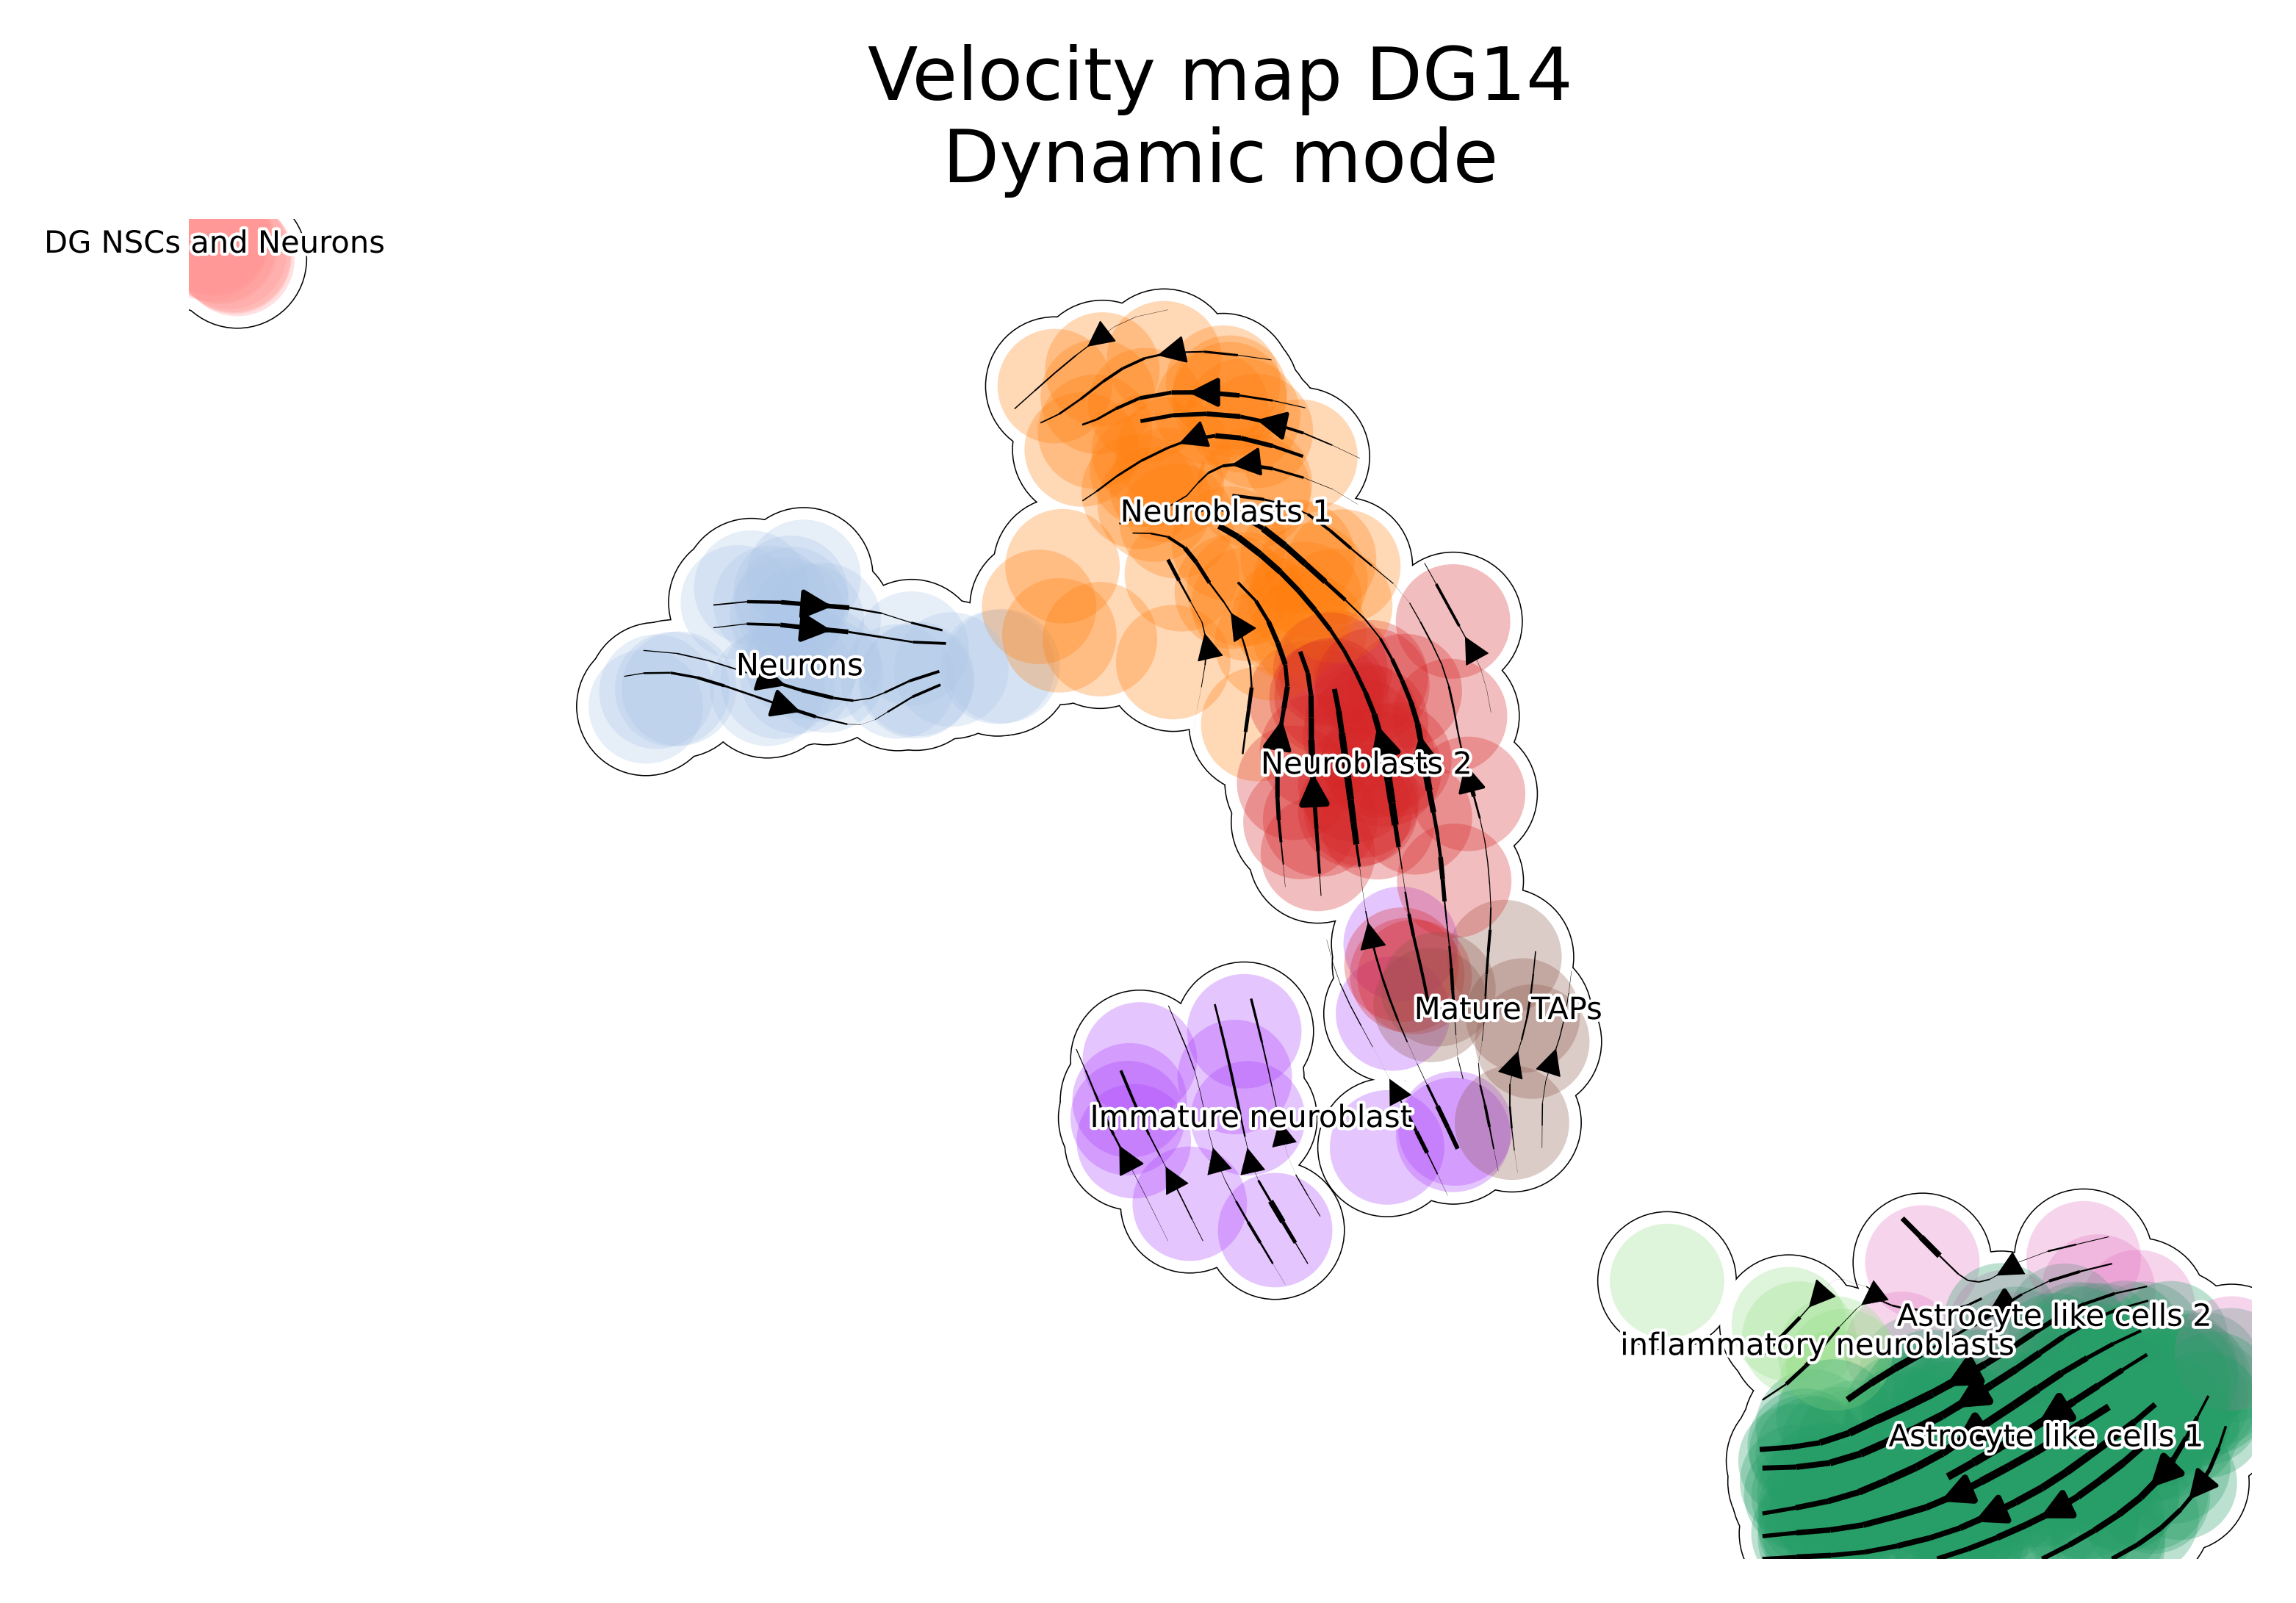 Velocity map DG14
Dynamic mode
DG NSCs and Neurons
Neuroblasts 1
Neurons
Neuroblasts 2
Mature TAPs
Immature neuroblast
Astrocyte like cells 2
inflammatory neuroblasts
Astrocyte like cells 1